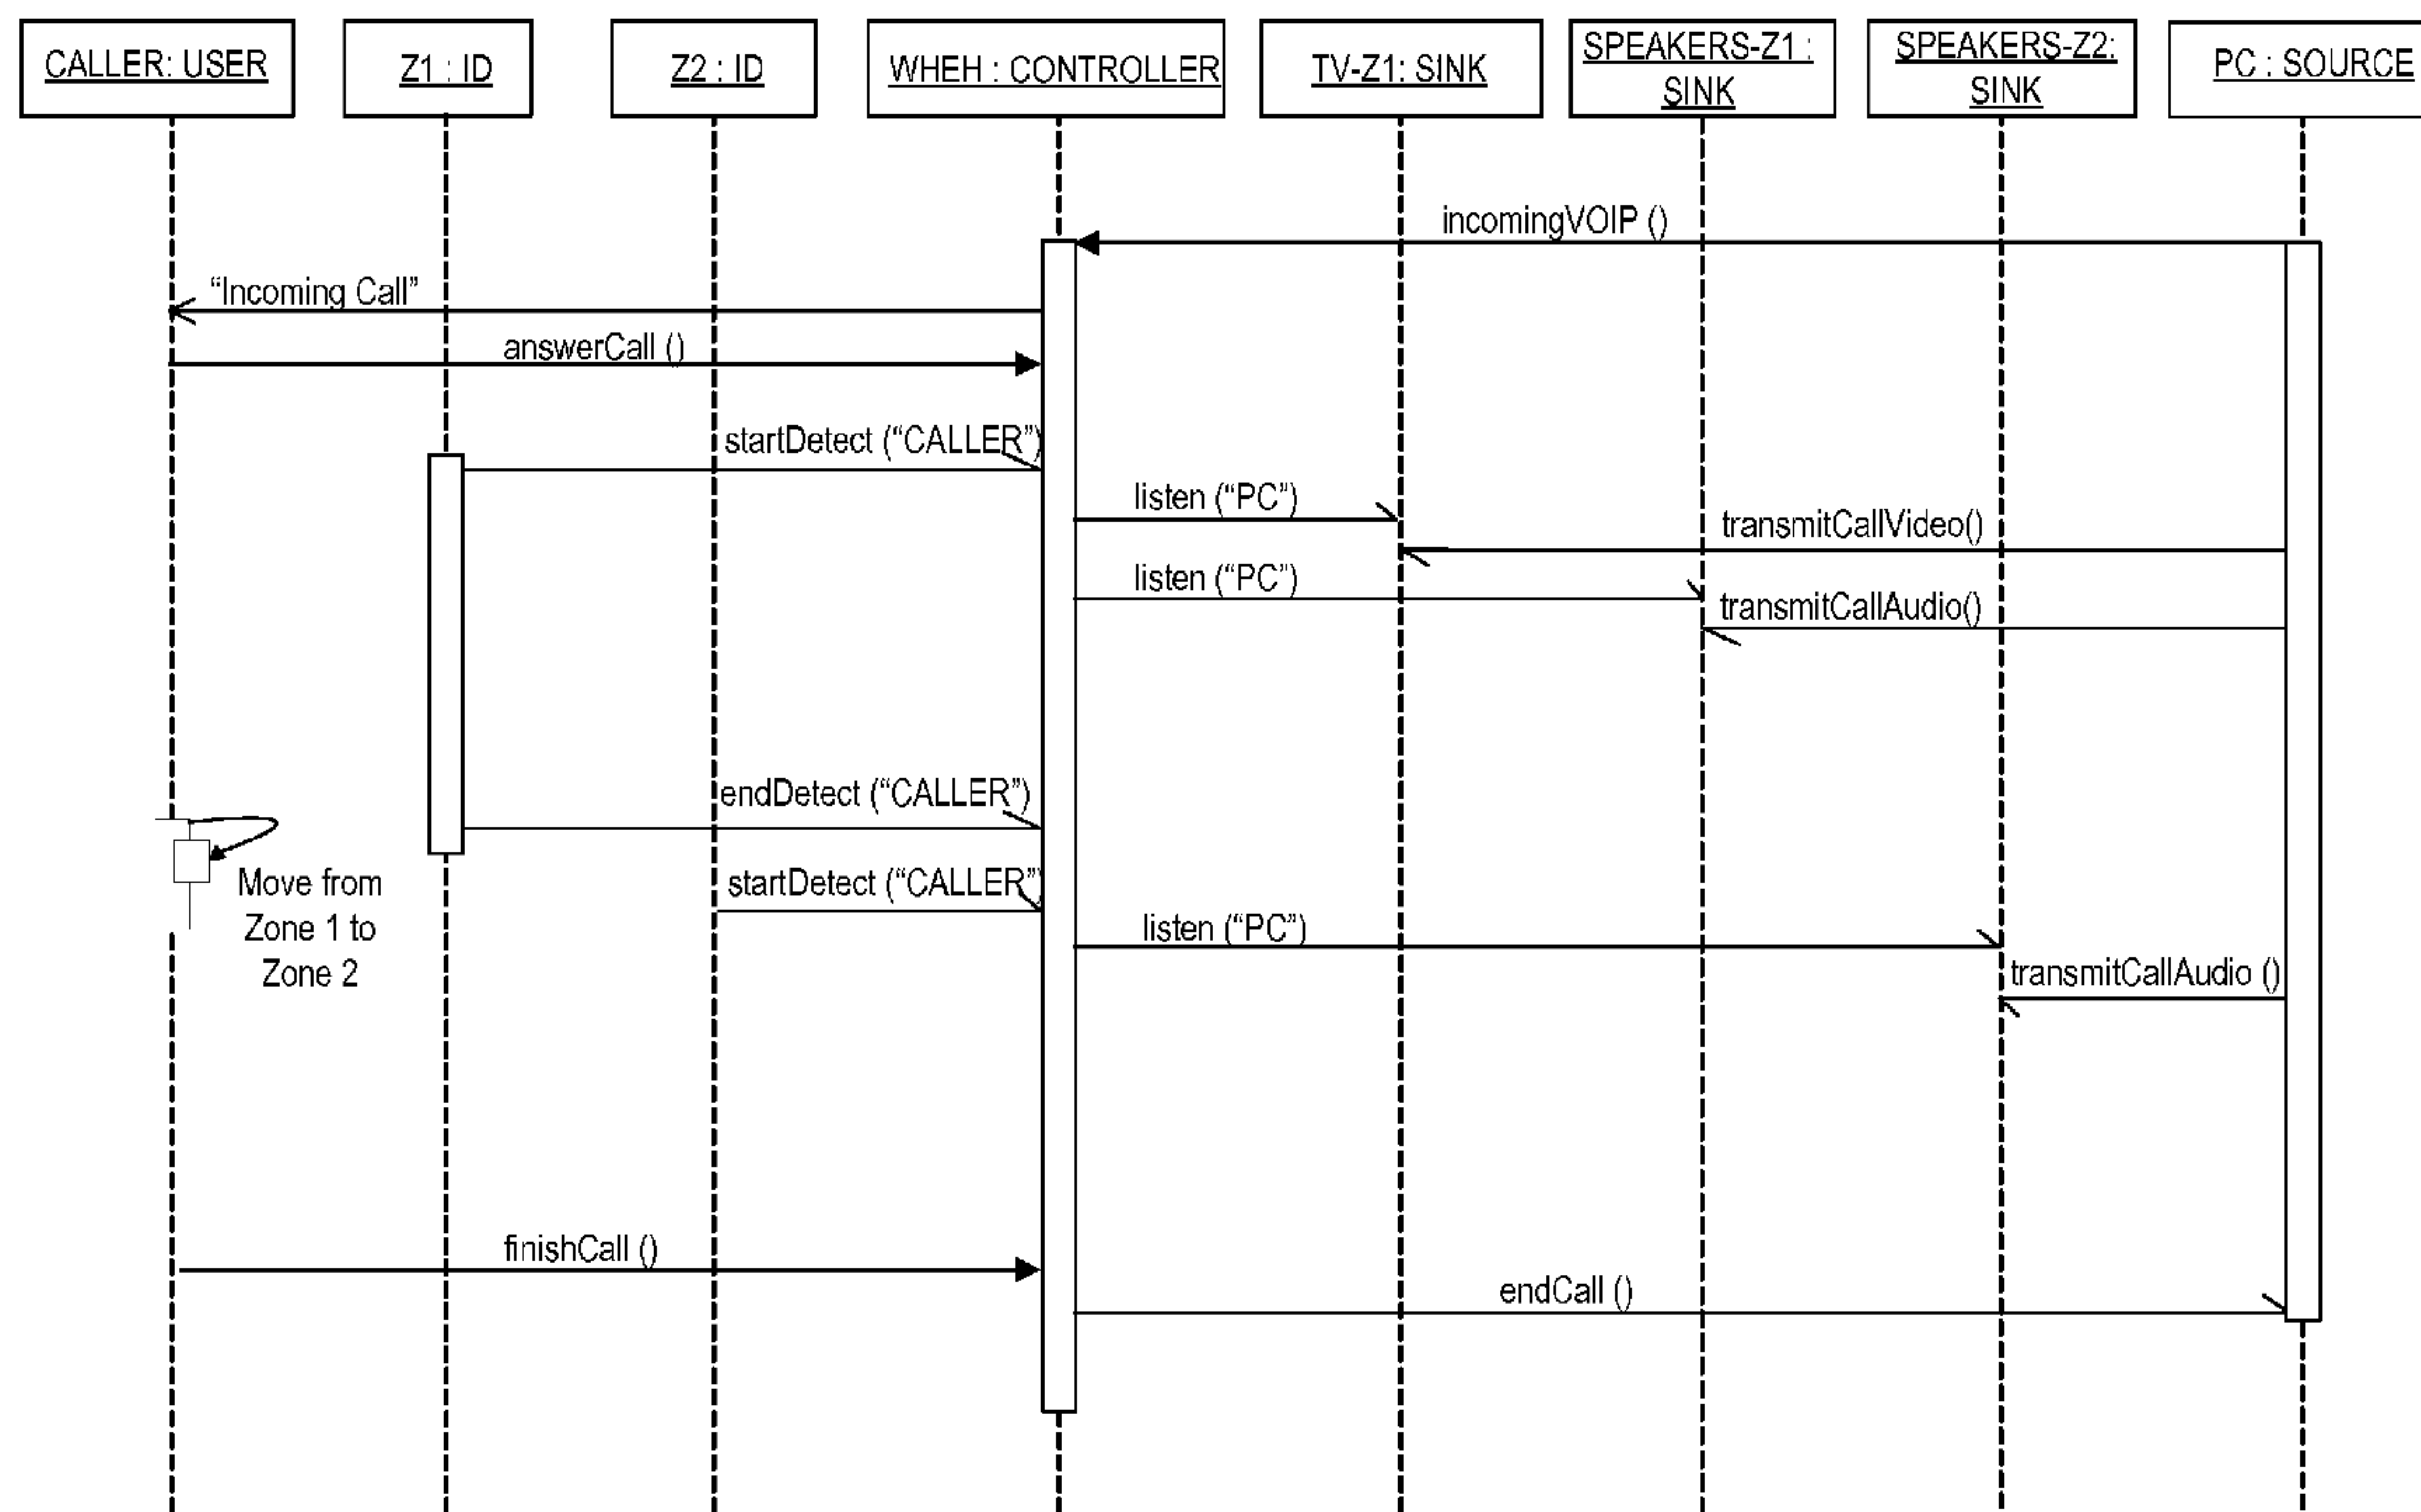 CALLER: USER
Z1 : ID
Z2 : ID
WHEH : CONTROLLER
TV-Z1: SINK
SPEAKERS-Z1 :
SINK
SPEAKERS-Z2:
SINK
PC : SOURCE
incomingVOIP ()
“Incoming Call”
answerCall ()
startDetect (“CALLER”)
listen (“PC”)
transmitCallVideo()
listen (“PC”)
transmitCallAudio()
endDetect (“CALLER”)
startDetect (“CALLER”)
Move from
Zone 1 to
Zone 2
listen (“PC”)
transmitCallAudio ()
finishCall ()
endCall ()